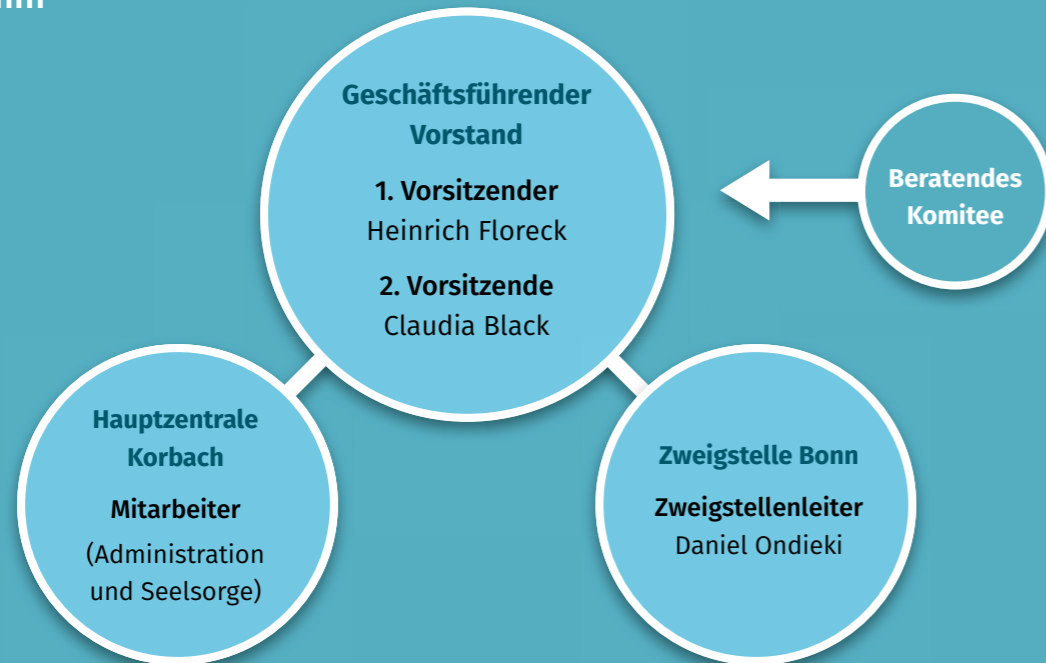 Geschäftsführender
Vorstand
1. Vorsitzender
Heinrich Floreck
2. Vorsitzende
Claudia Black
Beratendes
Komitee
Hauptzentrale
Korbach
Mitarbeiter
(Administration
und Seelsorge)
Zweigstelle Bonn
Zweigstellenleiter
Daniel Ondieki